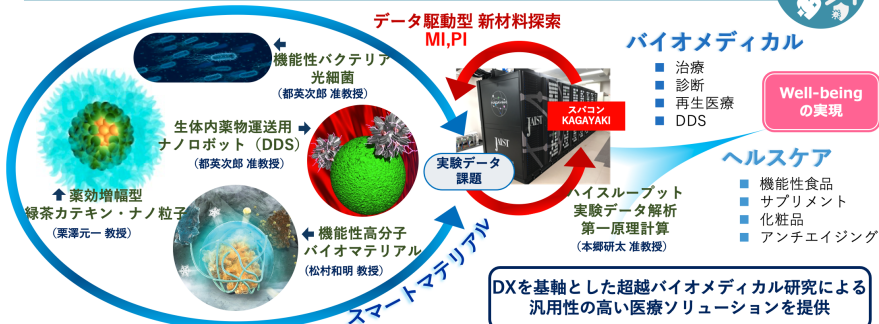 データ駆動型 新材料探索
MI,PI
機能性バクテリア
光細菌
(都英次郎 准教授)
生体内薬物運送用
ナノロボット（DDS）
(都英次郎 准教授)
薬効増幅型
緑茶カテキン・ナノ粒子
(栗澤元一 教授)
機能性高分子
バイオマテリアル
(松村和明 教授)
スマートマテリアル
実験データ
課題
スパコン
KAGAYAKI
JAIST
JAIST
ハイスループット
実験データ解析
第一原理計算
(本郷研太 准教授)
バイオメディカル
■ 治療
■ 診断
■ 再生医療
■ DDS
Well-being
の実現
ヘルスケア
■ 機能性食品
■ サプリメント
■ 化粧品
■ アンチエイジング
DXを基軸とした超越バイオメディカル研究による
汎用性の高い医療ソリューションを提供